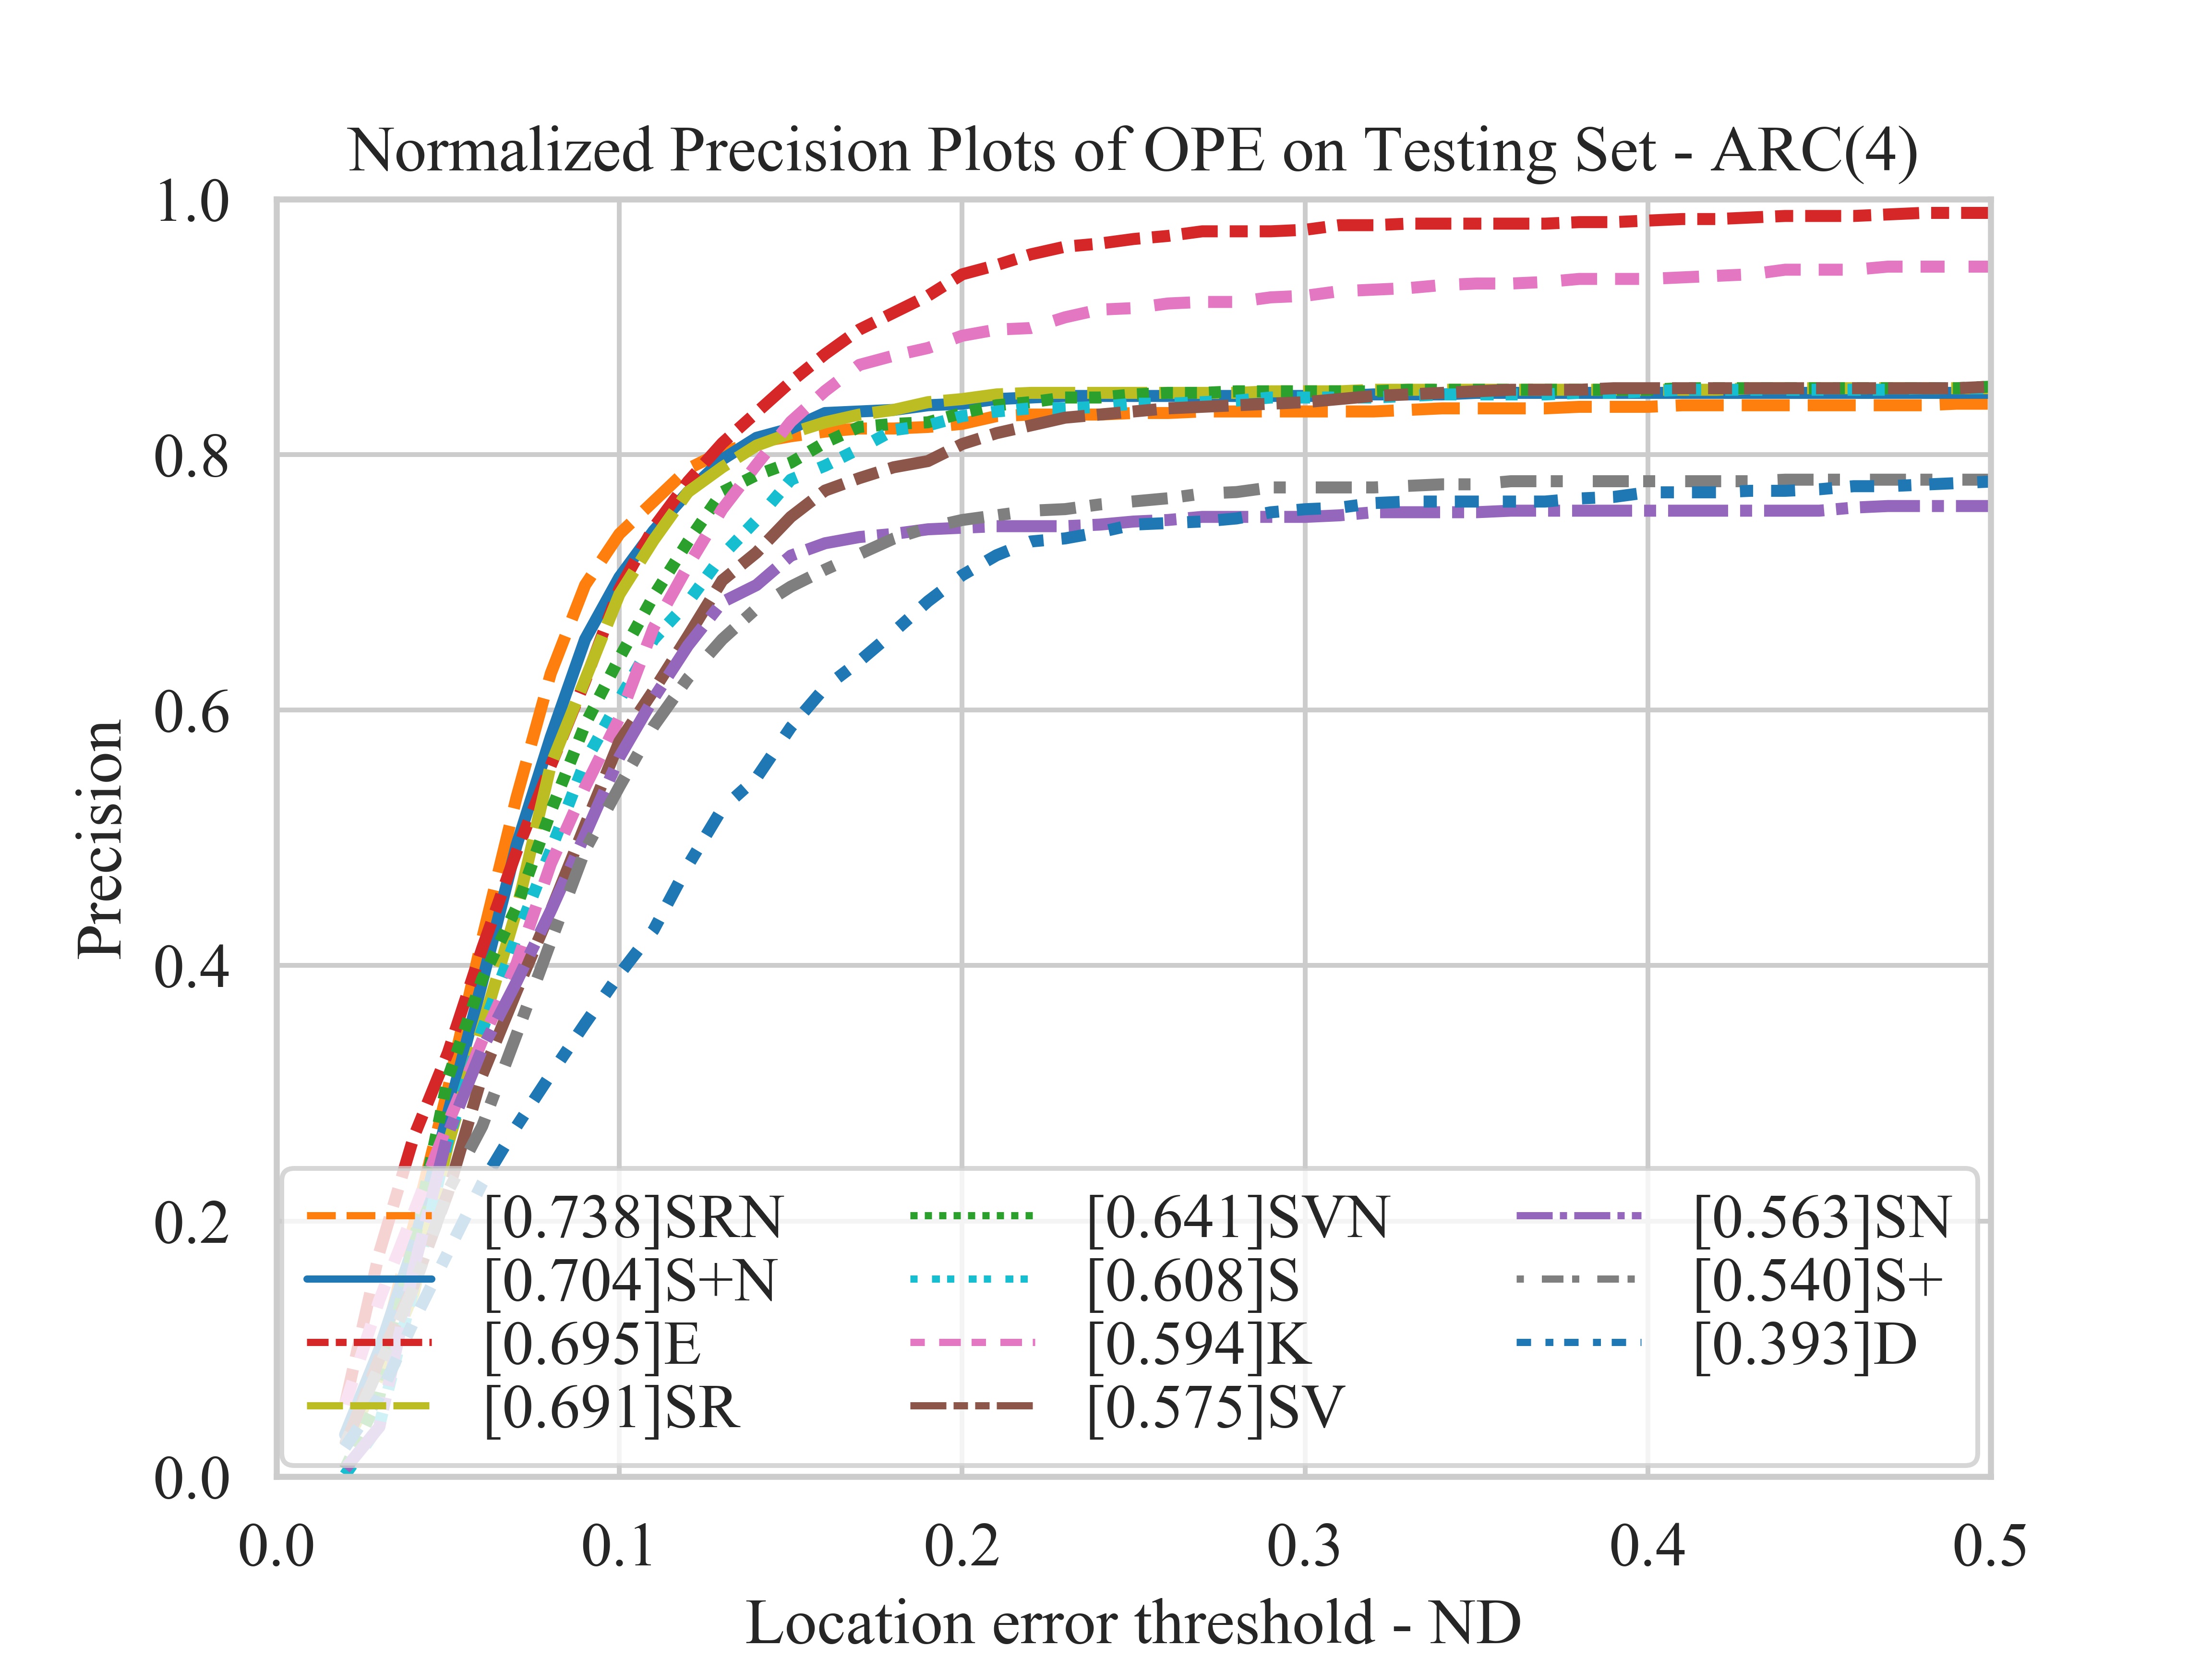 Normalized Precision Plots of OPE on Testing Set - ARC(4)
1.0
0.8
0.6
0.4
0.2
0.0
Precision
[0.738]SRN
[0.704]S+N
[0.695]E
[0.691]SR
[0.641]SVN
[0.608]S
[0.594]K
[0.575]SV
[0.563]SN
[0.540]S+
[0.393]D
0.0 0.1 0.2 0.3 0.4 0.5
Location error threshold - ND